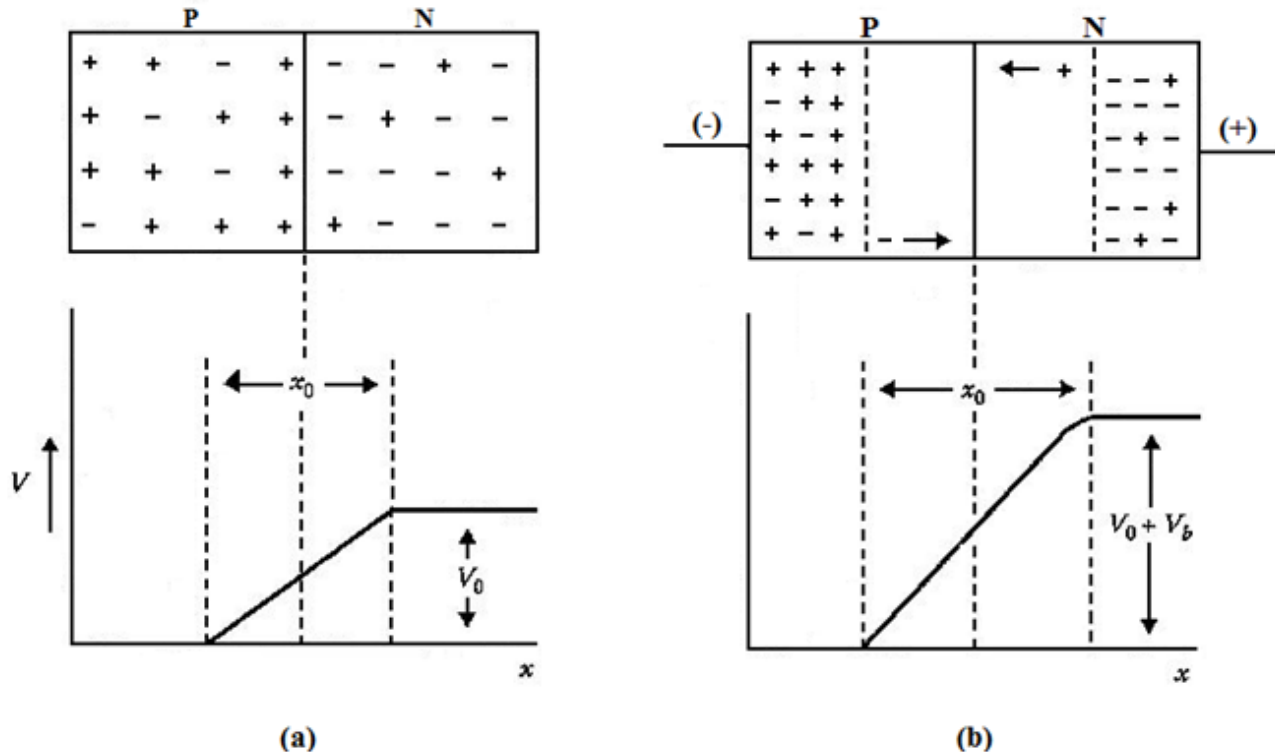 P N
+ + - + - - + -
+ - + + - + - -
+ + - + - - - +
- + + + + - - -
x₀
V
V₀
x
(a)
P N
(-)
(+)
+ + + ← + - - +
- + + - - -
+ - + - + -
+ + + - - -
- + + - - +
+ - + - → - + -
x₀
V₀ + V_b
x
(b)